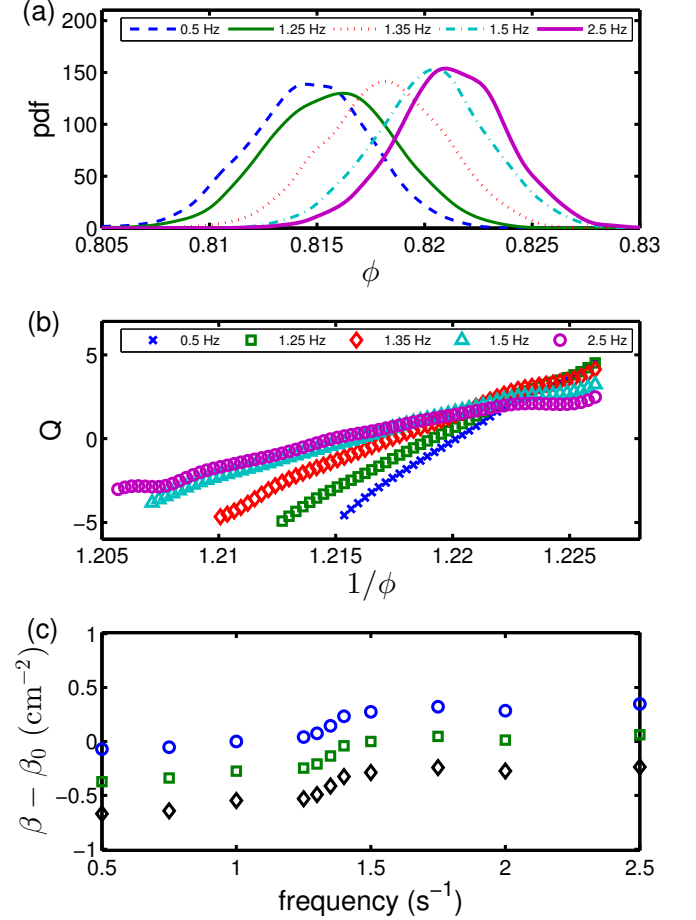 (a)
200
150
100
50
0
pdf
0.5 Hz 1.25 Hz 1.35 Hz 1.5 Hz 2.5 Hz
0.805 0.81 0.815 0.82 0.825 0.83
ϕ
(b)
5
0
−5
Q
0.5 Hz 1.25 Hz 1.35 Hz 1.5 Hz 2.5 Hz
1.205 1.21 1.215 1.22 1.225
1/ϕ
(c)
1
0.5
0
−0.5
−1
β − β₀ (cm⁻²)
0.5 1 1.5 2 2.5
frequency (s⁻¹)